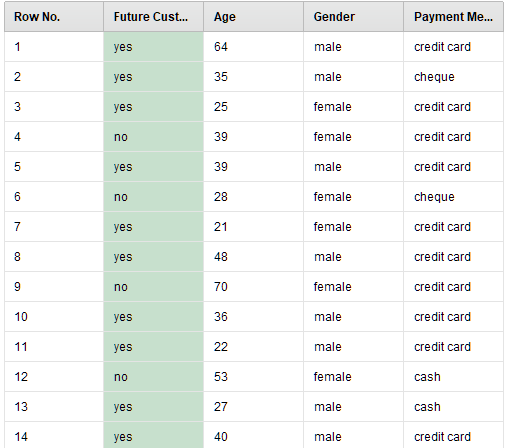 Row No. Future Cust... Age Gender Payment Me...
1 yes 64 male credit card
2 yes 35 male cheque
3 yes 25 female credit card
4 no 39 female credit card
5 yes 39 male credit card
6 no 28 female cheque
7 yes 21 female credit card
8 yes 48 male credit card
9 no 70 female credit card
10 yes 36 male credit card
11 yes 22 male credit card
12 no 53 female cash
13 yes 27 male cash
14 yes 40 male credit card